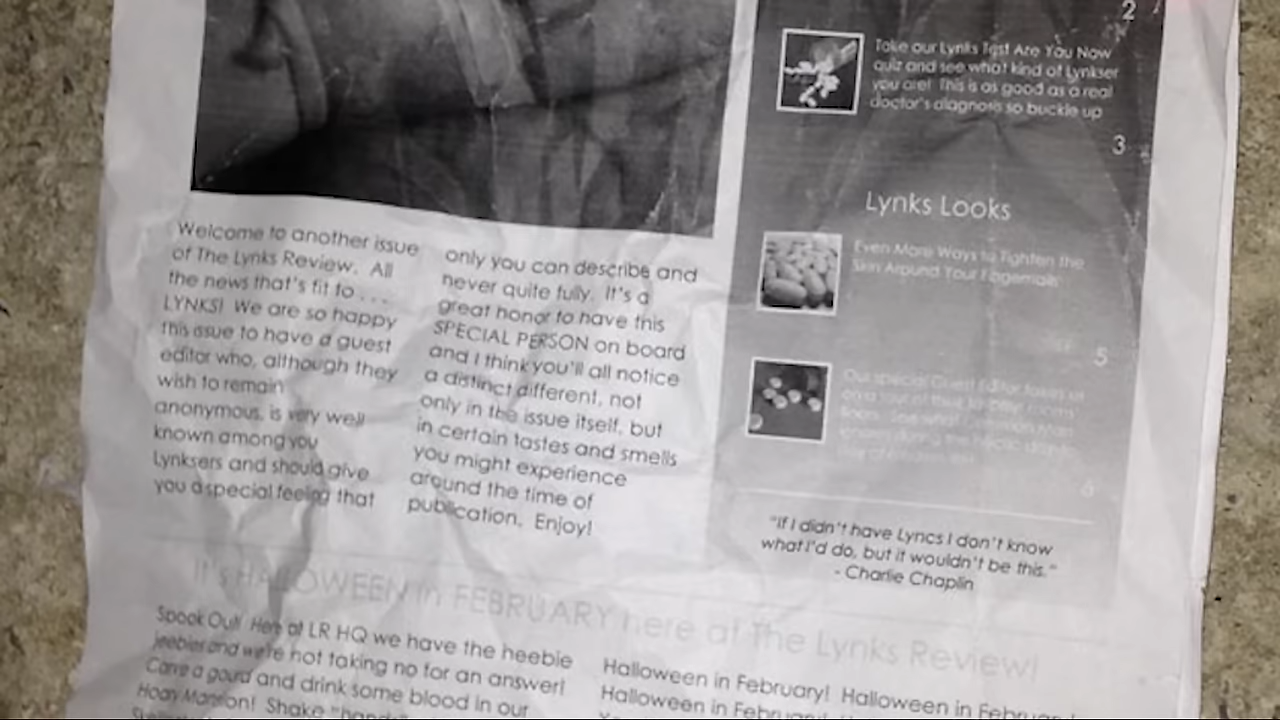 Welcome to another issue
of The Lynks Review. All
the news that's fit to . . .
LYNKS! We are so happy
this issue to have a guest
editor who, although they
wish to remain
anonymous, is very well
known among you
Lynksers and should give
you a special feeling that
only you can describe and
never quite fully. It's a
great honor to have this
SPECIAL PERSON on board
and I think you'll all notice
a distinct different, not
only in the issue itself, but
in certain tastes and smells
you might experience
around the time of
publication. Enjoy!
2
Take our Lynks Test Are You Now
quiz and see what kind of Lynkser
you are! This is as good as a real
doctor's diagnosis so buckle up
3
Lynks Looks
Even More Ways to Tighten the
Skin Around Your Fingernails
5
Our special Guest Editor
6
"If I didn't have Lyncs I don't know
what I'd do, but it wouldn't be this."
- Charlie Chaplin
It's HALLOWEEN in FEBRUARY here at The Lynks Review!
Spook Out! Here at LR HQ we have the heebie
jeebies and we're not taking no for an answer!
Carve a gourd and drink some blood in our
Hoary Mansion! Shake "hands"
Halloween in February! Halloween in February!
Halloween in February!